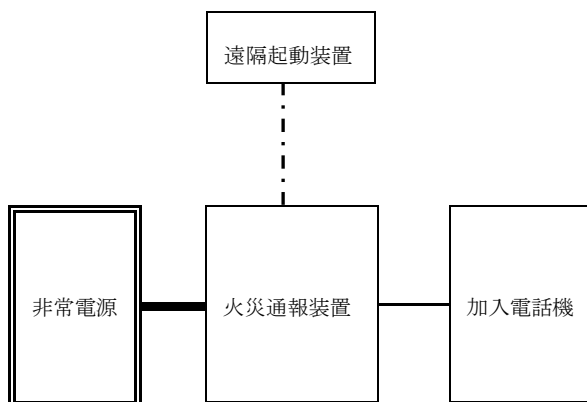 遠隔起動装置
非常電源
火災通報装置
加入電話機